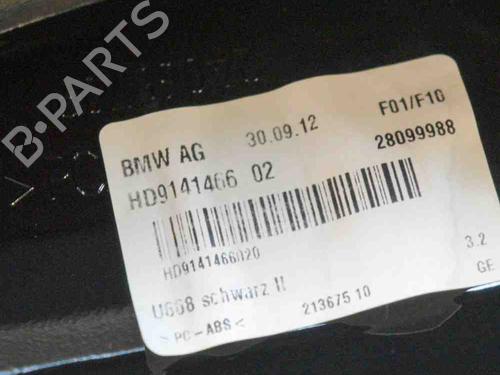 B-PARTS
BMW AG 30.09.12 F01/F10
HD9141466 02 28099988
HD9141466020
U668 schwarz II 3.2
213675 10 GE
>PC-ABS<